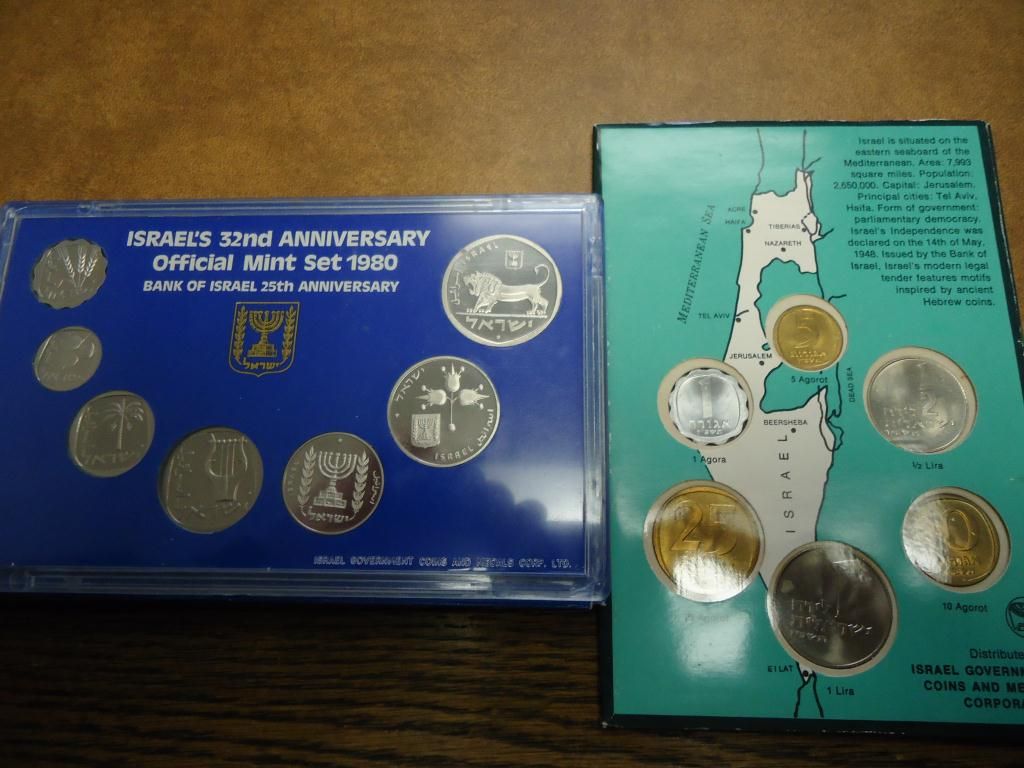 ISRAEL'S 32nd ANNIVERSARY
Official Mint Set 1980
BANK OF ISRAEL 25th ANNIVERSARY
ישראל
ISRAEL
ישראל
ישראל
ISRAEL
ישראל
ישראל
ISRAEL GOVERNMENT COINS AND MEDALS CORP. LTD.
Israel is situated on the
eastern seaboard of the
Mediterranean. Area: 7,993
square miles. Population:
2,650,000. Capital: Jerusalem.
Principal cities: Tel Aviv,
Haifa. Form of government:
parliamentary democracy.
Israel's Independence was
declared on the 14th of May,
1948. Issued by the Bank of
Israel, Israel's modern legal
tender features motifs
inspired by ancient
Hebrew coins.
MEDITERRANEAN SEA
ACRE
HAIFA
TIBERIAS
NAZARETH
TEL AVIV
JERUSALEM
DEAD SEA
BEERSHEBA
ISRAEL
EILAT
5
אגורות
5 Agorot
1
אגורה
1 Agora
½ Lira
25
10 Agorot
1 Lira
Distribute
ISRAEL GOVERN
COINS AND ME
CORPORA